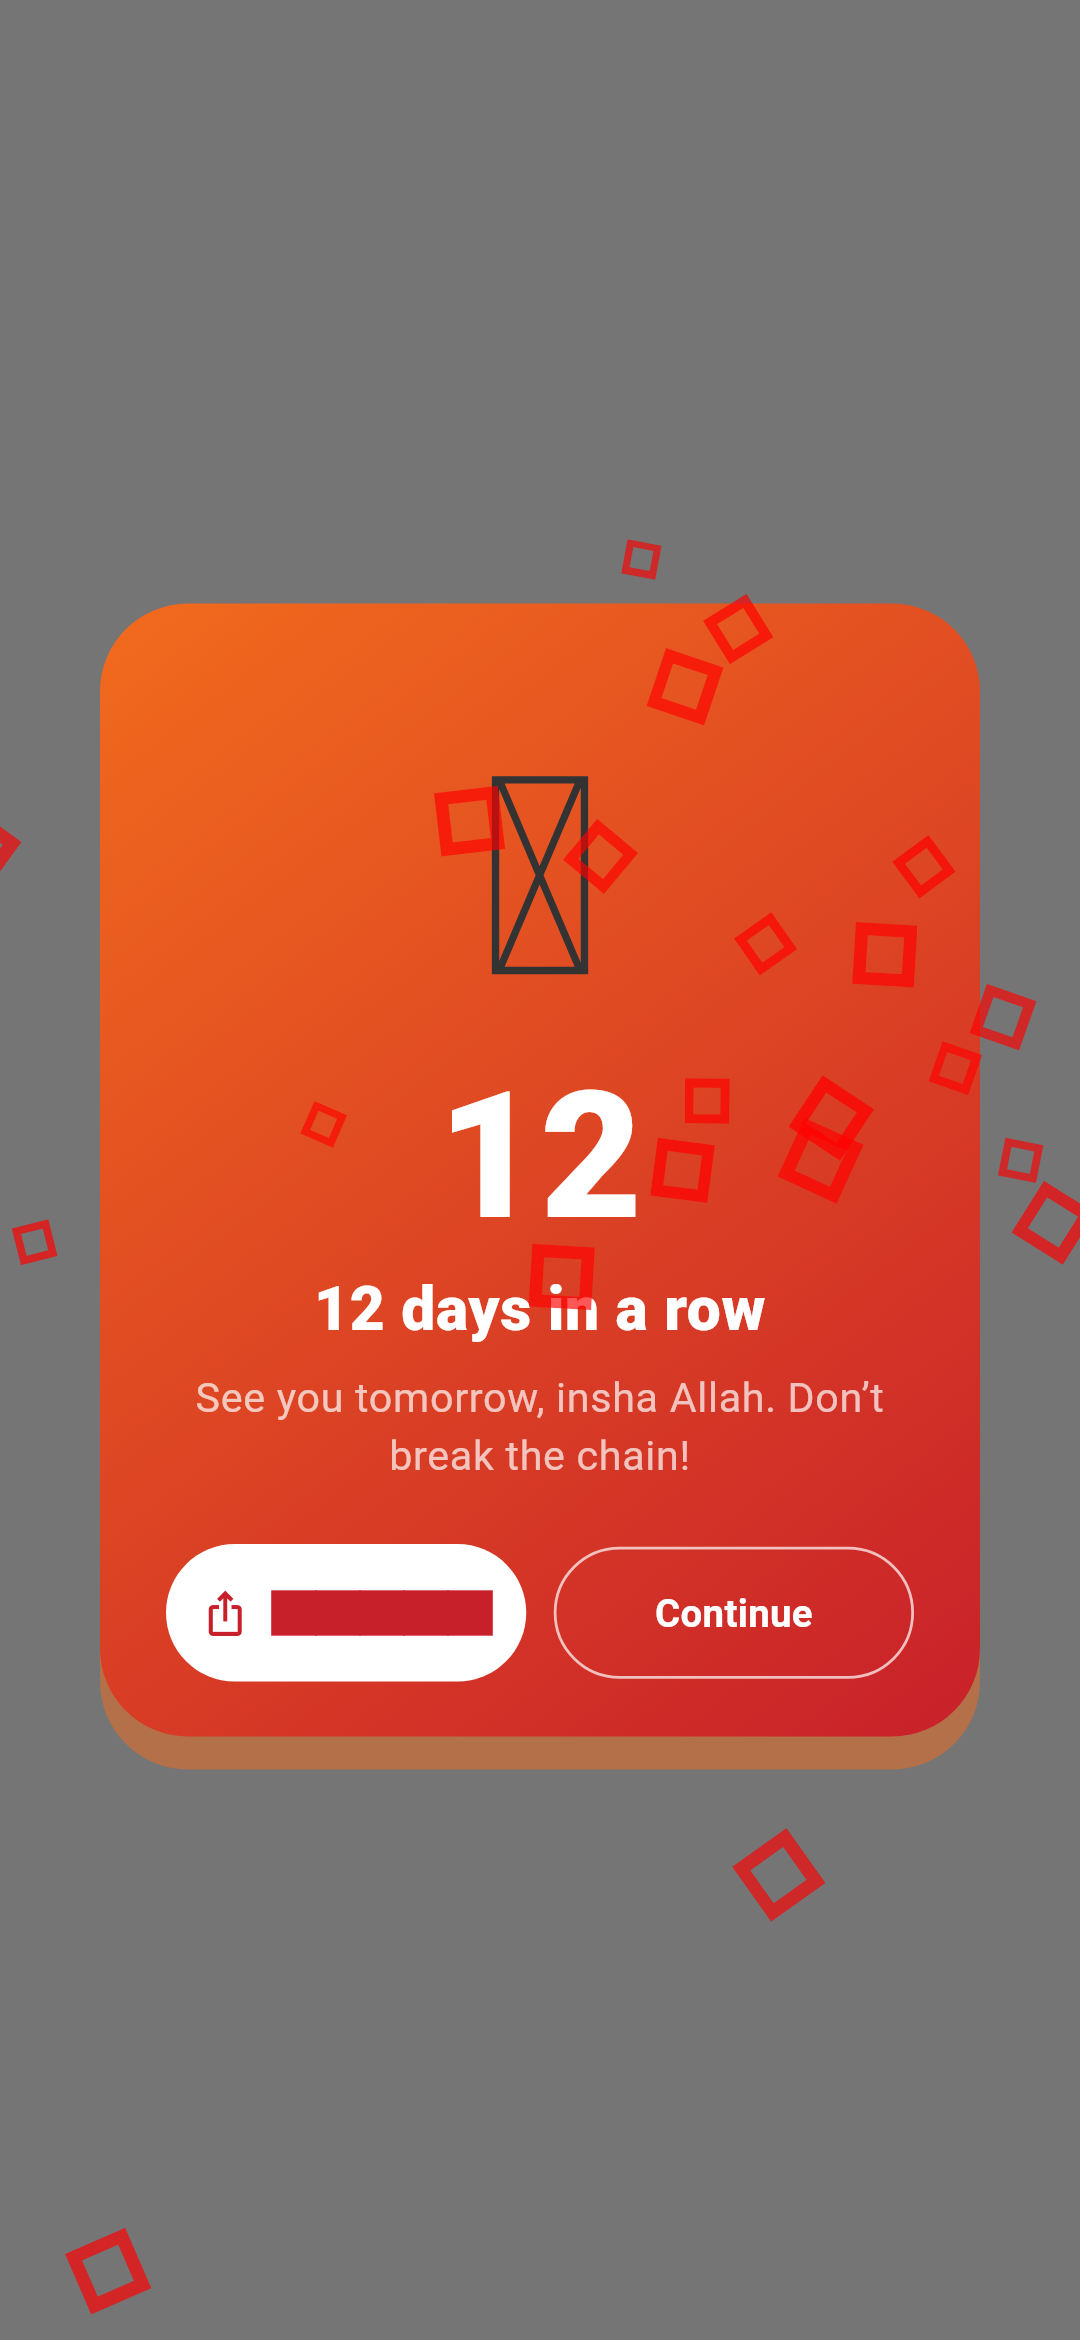 12
12 days in a row
See you tomorrow, insha Allah. Don’t
break the chain!
Continue